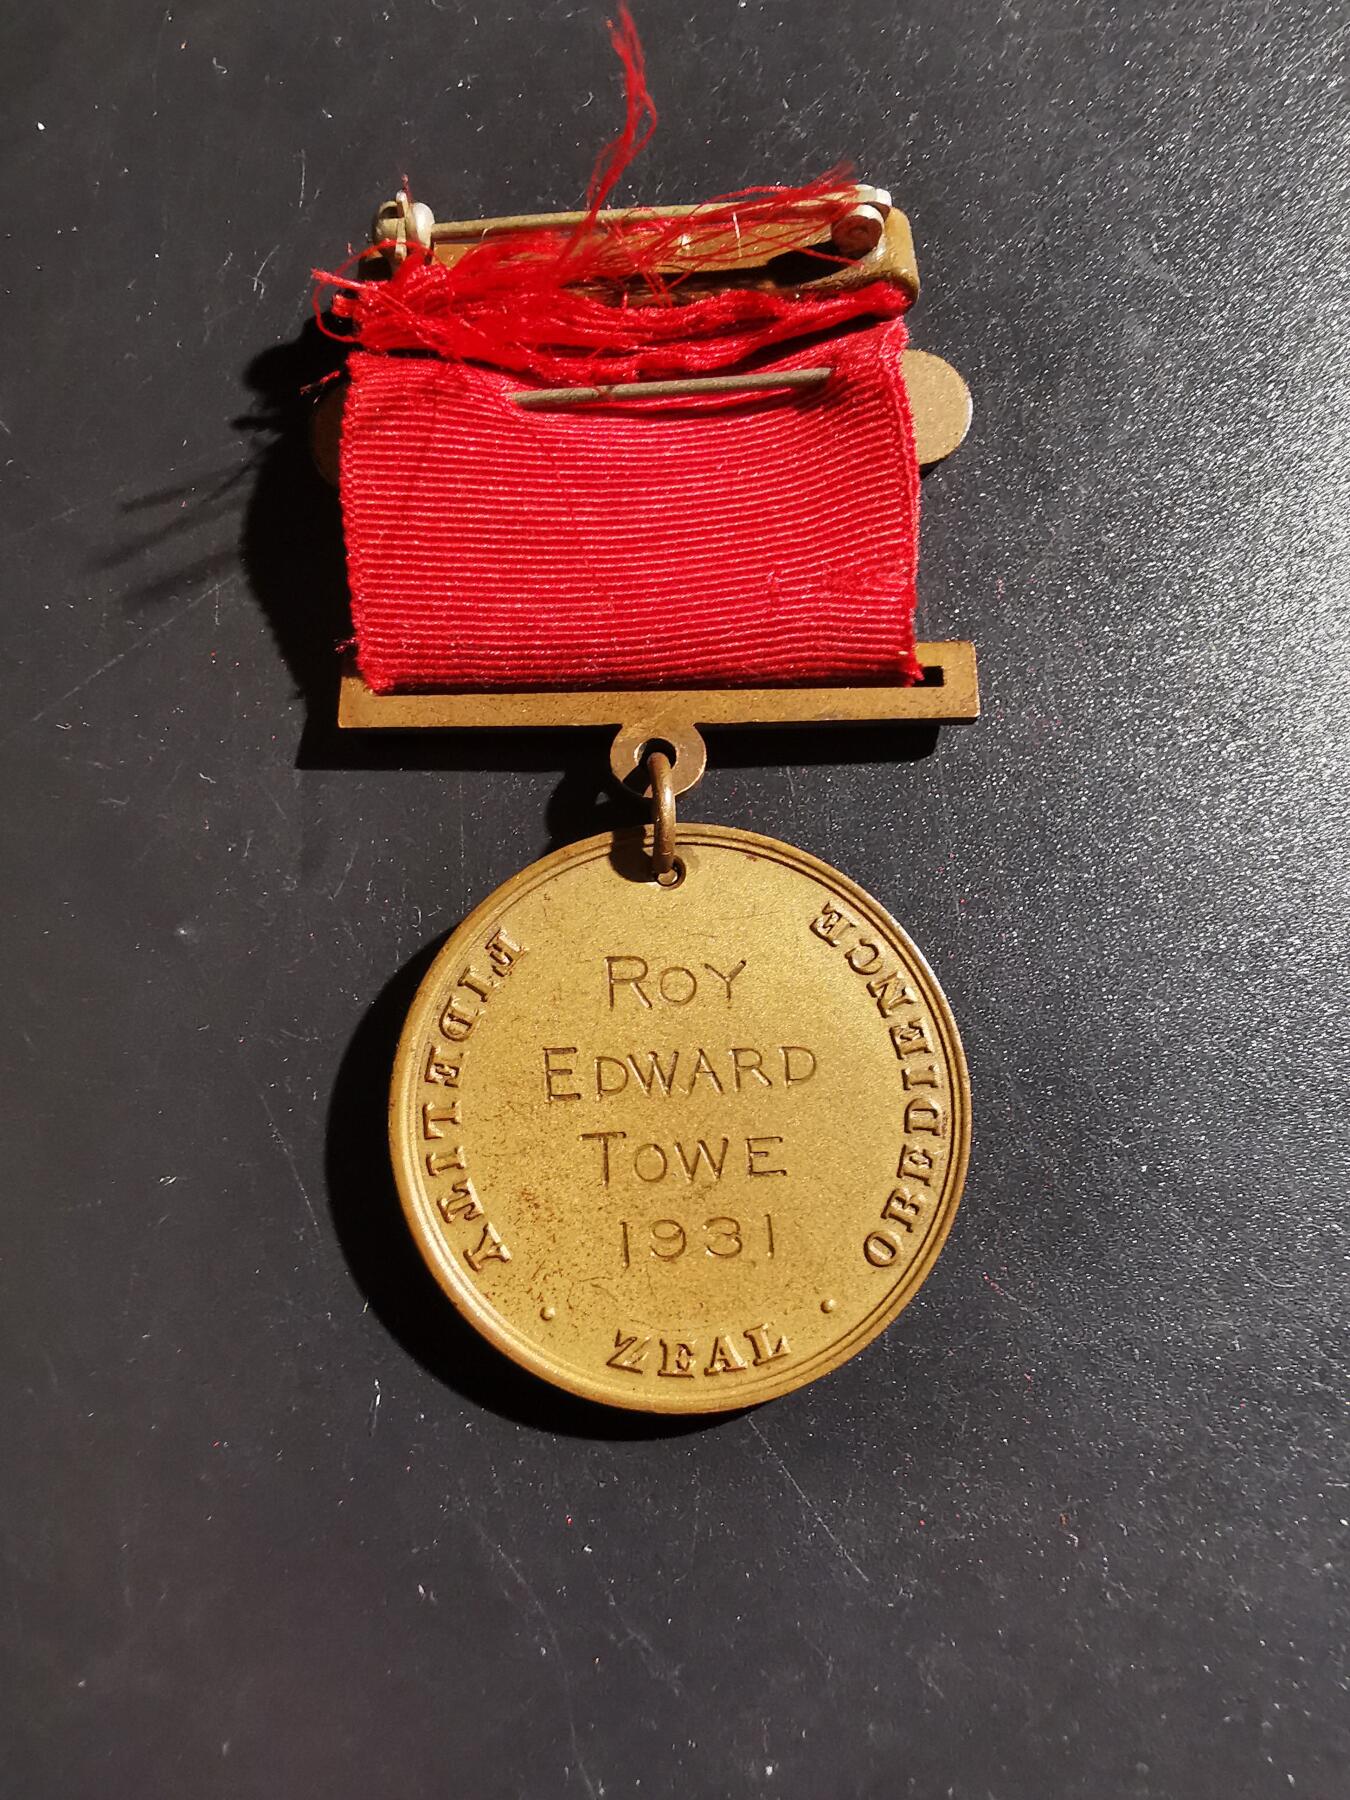 ROY
EDWARD
TOWE
1931
FIDELITY
· ZEAL ·
OBEDIENCE